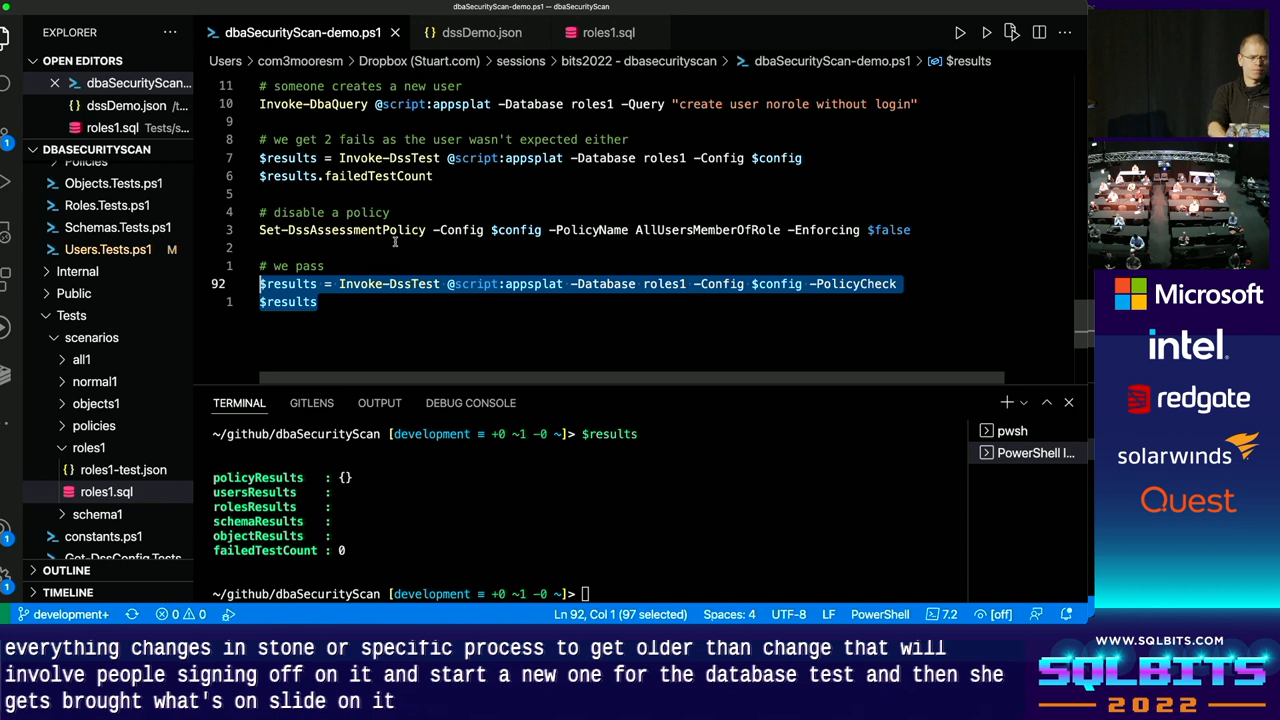 dbaSecurityScan-demo.ps1 — dbaSecurityScan
EXPLORER
OPEN EDITORS
dbaSecurityScan...
dssDemo.json /t...
roles1.sql Tests/s...
DBASECURITYSCAN
Policies
Objects.Tests.ps1
Roles.Tests.ps1
Schemas.Tests.ps1
Users.Tests.ps1 M
Internal
Public
Tests
scenarios
all1
normal1
objects1
policies
roles1
roles1-test.json
roles1.sql
schema1
constants.ps1
Get-DssConfig.Tests
OUTLINE
TIMELINE
dbaSecurityScan-demo.ps1
dssDemo.json
roles1.sql
Users > com3mooresm > Dropbox (Stuart.com) > sessions > bits2022 - dbasecurityscan > dbaSecurityScan-demo.ps1 > $results
11 # someone creates a new user
10 Invoke-DbaQuery @script:appsplat -Database roles1 -Query "create user norole without login"
9
8 # we get 2 fails as the user wasn't expected either
7 $results = Invoke-DssTest @script:appsplat -Database roles1 -Config $config
6 $results.failedTestCount
5
4 # disable a policy
3 Set-DssAssessmentPolicy -Config $config -PolicyName AllUsersMemberOfRole -Enforcing $false
2
1 # we pass
92 $results = Invoke-DssTest @script:appsplat -Database roles1 -Config $config -PolicyCheck
1 $results
TERMINAL GITLENS OUTPUT DEBUG CONSOLE
~/github/dbaSecurityScan [development ≡ +0 ~1 -0 ~]> $results
policyResults : {}
usersResults :
rolesResults :
schemaResults :
objectResults :
failedTestCount : 0
~/github/dbaSecurityScan [development ≡ +0 ~1 -0 ~]>
pwsh
PowerShell I...
development+ 0 0 Ln 92, Col 1 (97 selected) Spaces: 4 UTF-8 LF PowerShell 7.2 [off]
Microsoft
intel.
redgate
solarwinds
Quest
everything changes in stone or specific process to get older than change that will
involve people signing off on it and start a new one for the database test and then she
gets brought what's on slide on it
WWW.SQLBITS.COM
SQLBITS
2022